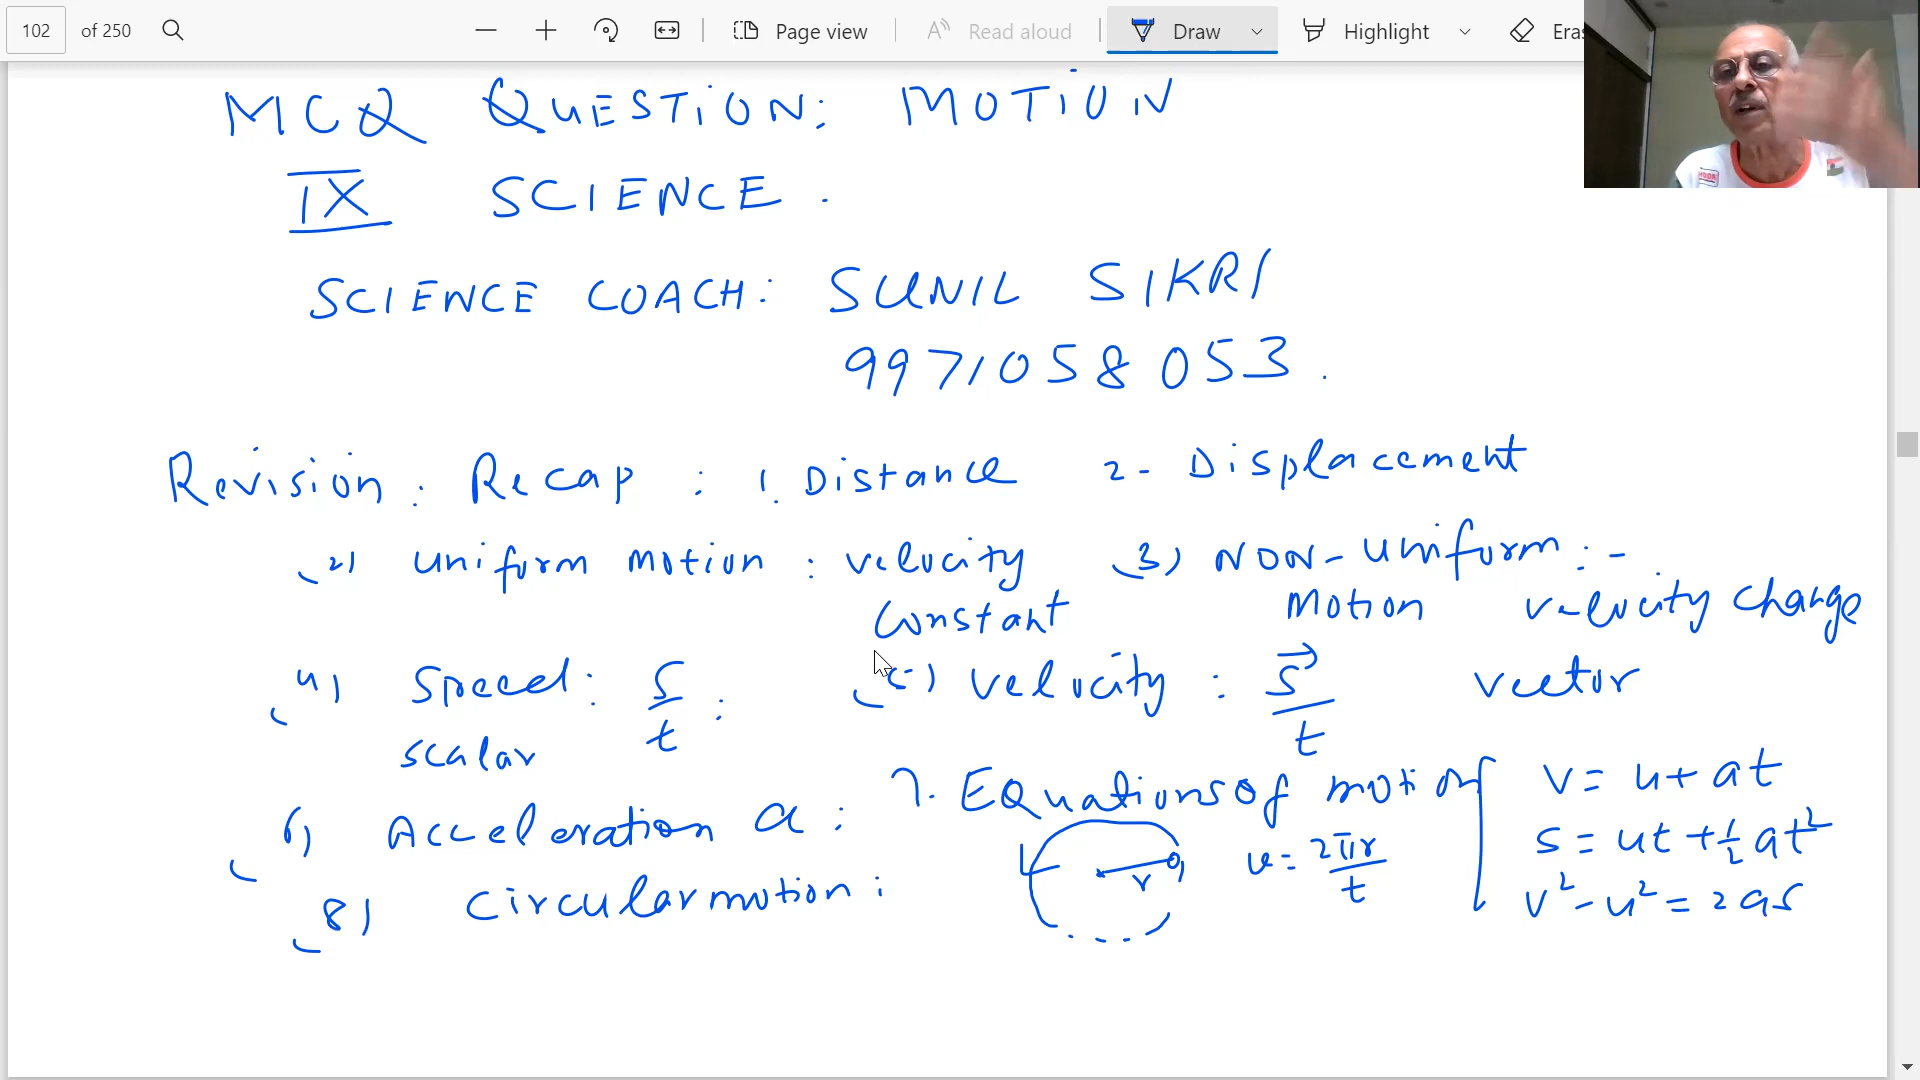 102 of 250 Page view Read aloud Draw Highlight Eras
MCQ QUESTION: MOTION
IX SCIENCE.
SCIENCE COACH: SUNIL SIKRI
9971058053.
Revision: Recap: 1. Distance 2- Displacement
(2) uniform motion: velocity (3) NON-uniform:-
constant motion velocity change
(4) Speed: s/t: (5) velocity: s⃗/t vector
scalar
7. Equations of motion v = u + at
(6) Acceleration a:
v = 2πr/t s = ut + 1/2 at²
r
(8) circular motion: v² - u² = 2as